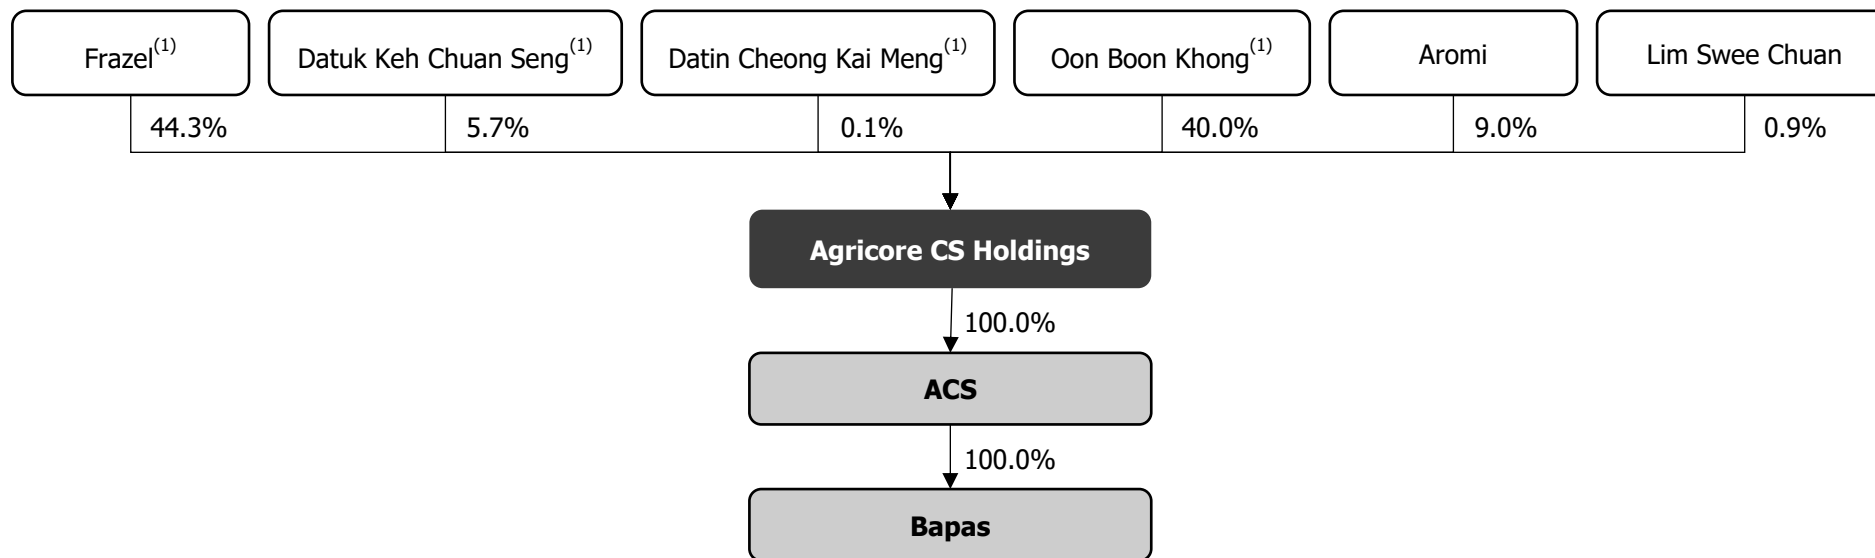 Frazel(1)
Datuk Keh Chuan Seng(1)
Datin Cheong Kai Meng(1)
Oon Boon Khong(1)
Aromi
Lim Swee Chuan
44.3%
5.7%
0.1%
40.0%
9.0%
0.9%
Agricore CS Holdings
100.0%
ACS
100.0%
Bapas